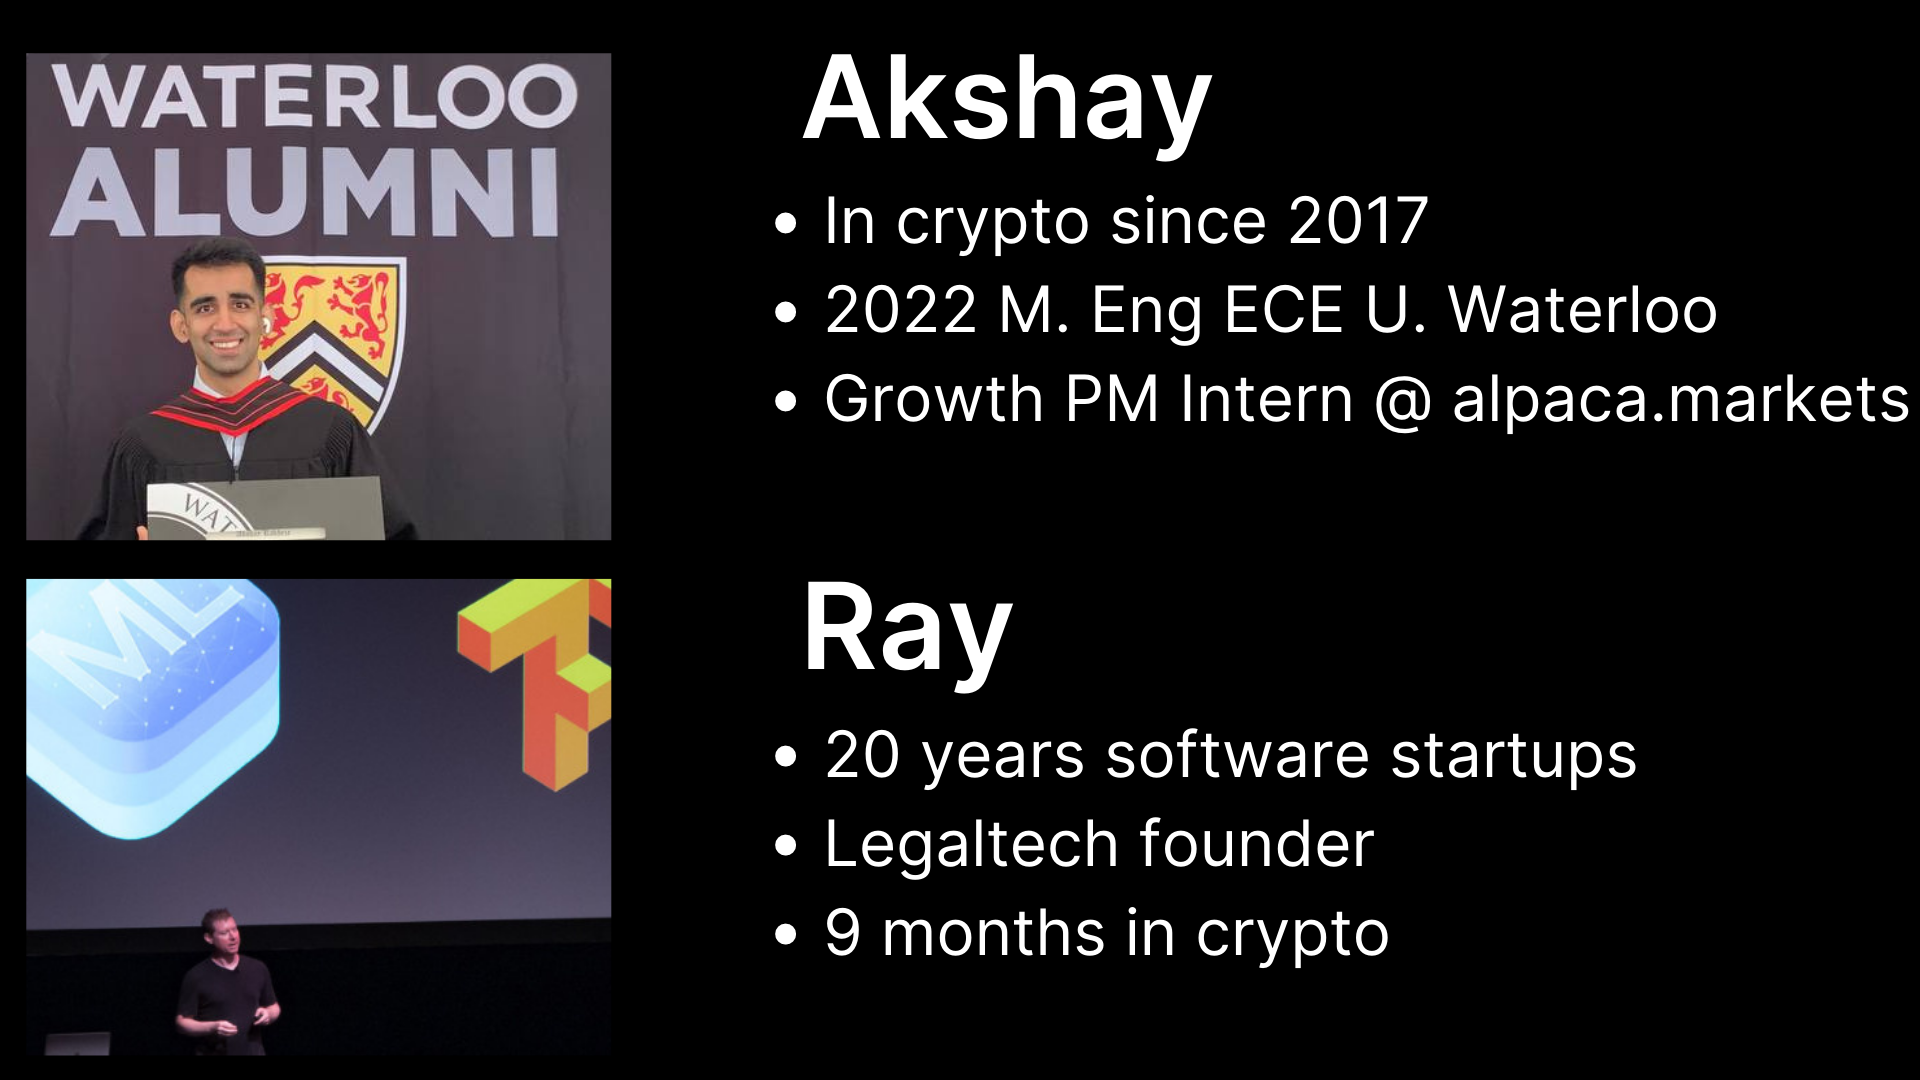 WATERLOO
ALUMNI
WAT
Akshay
• In crypto since 2017
• 2022 M. Eng ECE U. Waterloo
• Growth PM Intern @ alpaca.markets
ML
Ray
• 20 years software startups
• Legaltech founder
• 9 months in crypto